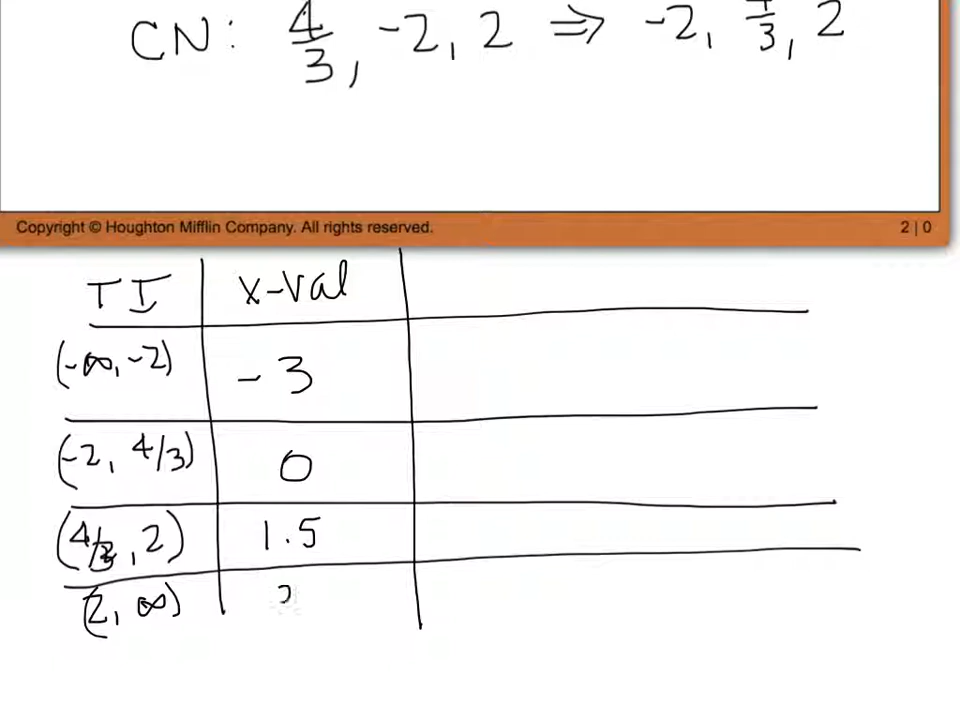 CN: 4/3, -2, 2 ⇒ -2, 4/3, 2
Copyright © Houghton Mifflin Company. All rights reserved. 2 | 0
TI x-val
(-∞, -2) -3
(-2, 4/3) 0
(4/3, 2) 1.5
(2, ∞)